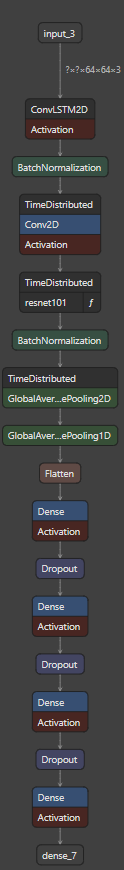 input_3
?×?×64×64×3
ConvLSTM2D
Activation
BatchNormalization
TimeDistributed
Conv2D
Activation
TimeDistributed
resnet101 ƒ
BatchNormalization
TimeDistributed
GlobalAver...ePooling2D
GlobalAver...ePooling1D
Flatten
Dense
Activation
Dropout
Dense
Activation
Dropout
Dense
Activation
Dropout
Dense
Activation
dense_7